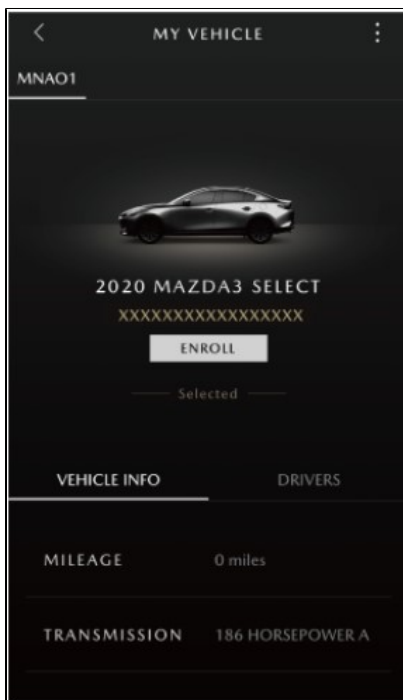 MY VEHICLE
MNAO1
2020 MAZDA3 SELECT
XXXXXXXXXXXXXXXXX
ENROLL
Selected
VEHICLE INFO DRIVERS
MILEAGE 0 miles
TRANSMISSION 186 HORSEPOWER A